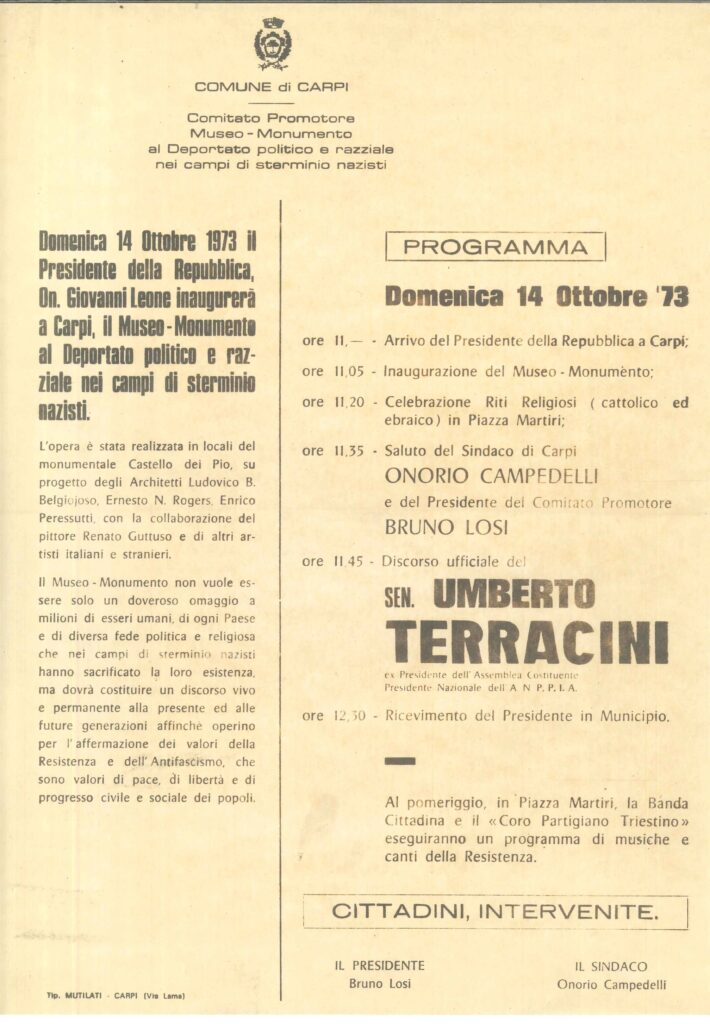 COMUNE di CARPI
Comitato Promotore
Museo - Monumento
al Deportato politico e razziale
nei campi di sterminio nazisti
Domenica 14 Ottobre 1973 il
Presidente della Repubblica,
On. Giovanni Leone inaugurerà
a Carpi, il Museo - Monumento
al Deportato politico e raz-
ziale nei campi di sterminio
nazisti.
L'opera è stata realizzata in locali del
monumentale Castello dei Pio, su
progetto degli Architetti Ludovico B.
Belgiojoso, Ernesto N. Rogers, Enrico
Peressutti, con la collaborazione del
pittore Renato Guttuso e di altri ar-
tisti italiani e stranieri.
Il Museo - Monumento non vuole es-
sere solo un doveroso omaggio a
milioni di esseri umani, di ogni Paese
e di diversa fede politica e religiosa
che nei campi di sterminio nazisti
hanno sacrificato la loro esistenza,
ma dovrà costituire un discorso vivo
e permanente alla presente ed alle
future generazioni affinchè operino
per l'affermazione dei valori della
Resistenza e dell'Antifascismo, che
sono valori di pace, di libertà e di
progresso civile e sociale dei popoli.
Tip. MUTILATI - CARPI (Via Lama)
PROGRAMMA
Domenica 14 Ottobre '73
ore 11,— - Arrivo del Presidente della Repubblica a Carpi;
ore 11,05 - Inaugurazione del Museo - Monumento;
ore 11,20 - Celebrazione Riti Religiosi ( cattolico ed
ebraico ) in Piazza Martiri;
ore 11,35 - Saluto del Sindaco di Carpi
ONORIO CAMPEDELLI
e del Presidente del Comitato Promotore
BRUNO LOSI
ore 11,45 - Discorso ufficiale del
SEN. UMBERTO
TERRACINI
ex Presidente dell'Assemblea Costituente
Presidente Nazionale dell'A N P. P. I. A.
ore 12,30 - Ricevimento del Presidente in Municipio.
Al pomeriggio, in Piazza Martiri, la Banda
Cittadina e il «Coro Partigiano Triestino»
eseguiranno un programma di musiche e
canti della Resistenza.
CITTADINI, INTERVENITE.
IL PRESIDENTE
Bruno Losi
IL SINDACO
Onorio Campedelli